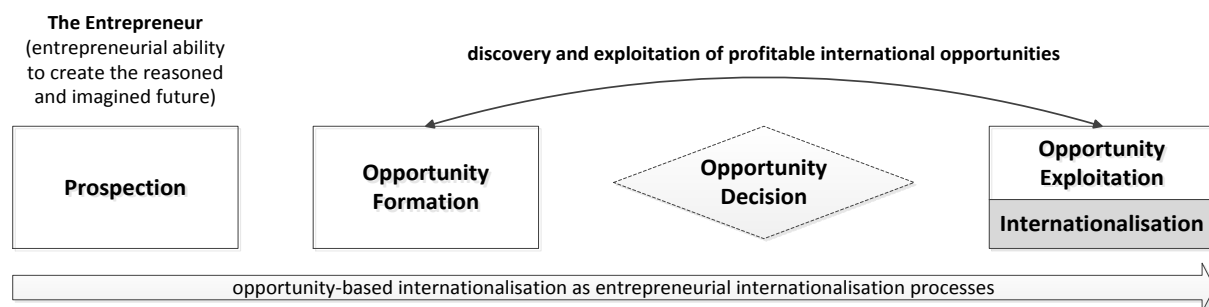 The Entrepreneur
(entrepreneurial ability
to create the reasoned
and imagined future)
discovery and exploitation of profitable international opportunities
Prospection
Opportunity
Formation
Opportunity
Decision
Opportunity
Exploitation
Internationalisation
opportunity-based internationalisation as entrepreneurial internationalisation processes